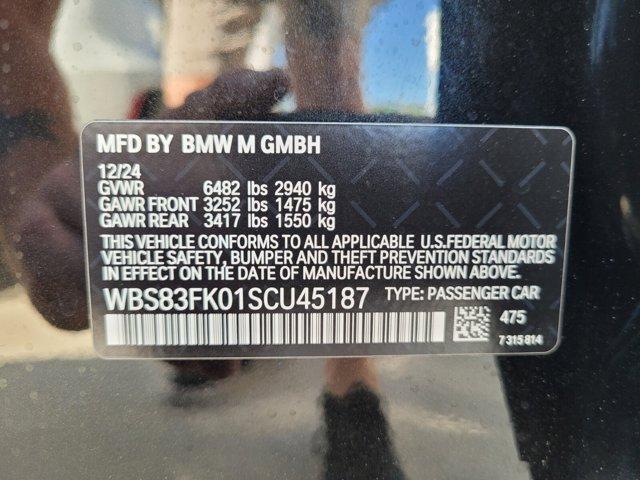 MFD BY BMW M GMBH
12/24
GVWR 6482 lbs 2940 kg
GAWR FRONT 3252 lbs 1475 kg
GAWR REAR 3417 lbs 1550 kg
THIS VEHICLE CONFORMS TO ALL APPLICABLE U.S.FEDERAL MOTOR
VEHICLE SAFETY, BUMPER AND THEFT PREVENTION STANDARDS
IN EFFECT ON THE DATE OF MANUFACTURE SHOWN ABOVE.
WBS83FK01SCU45187 TYPE: PASSENGER CAR
475
7 315 814